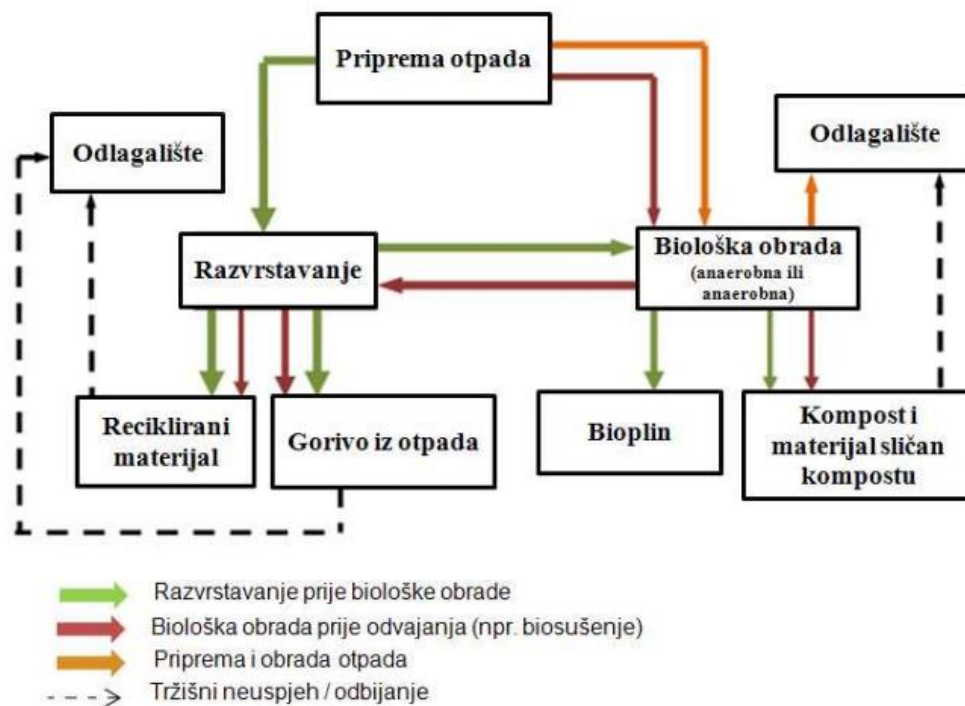 Priprema otpada
Odlagalište
Odlagalište
Razvrstavanje
Biološka obrada
(anaerobna ili
anaerobna)
Reciklirani
materijal
Gorivo iz otpada
Bioplin
Kompost i
materijal sličan
kompostu
Razvrstavanje prije biološke obrade
Biološka obrada prije odvajanja (npr. biosušenje)
Priprema i obrada otpada
Tržišni neuspjeh / odbijanje